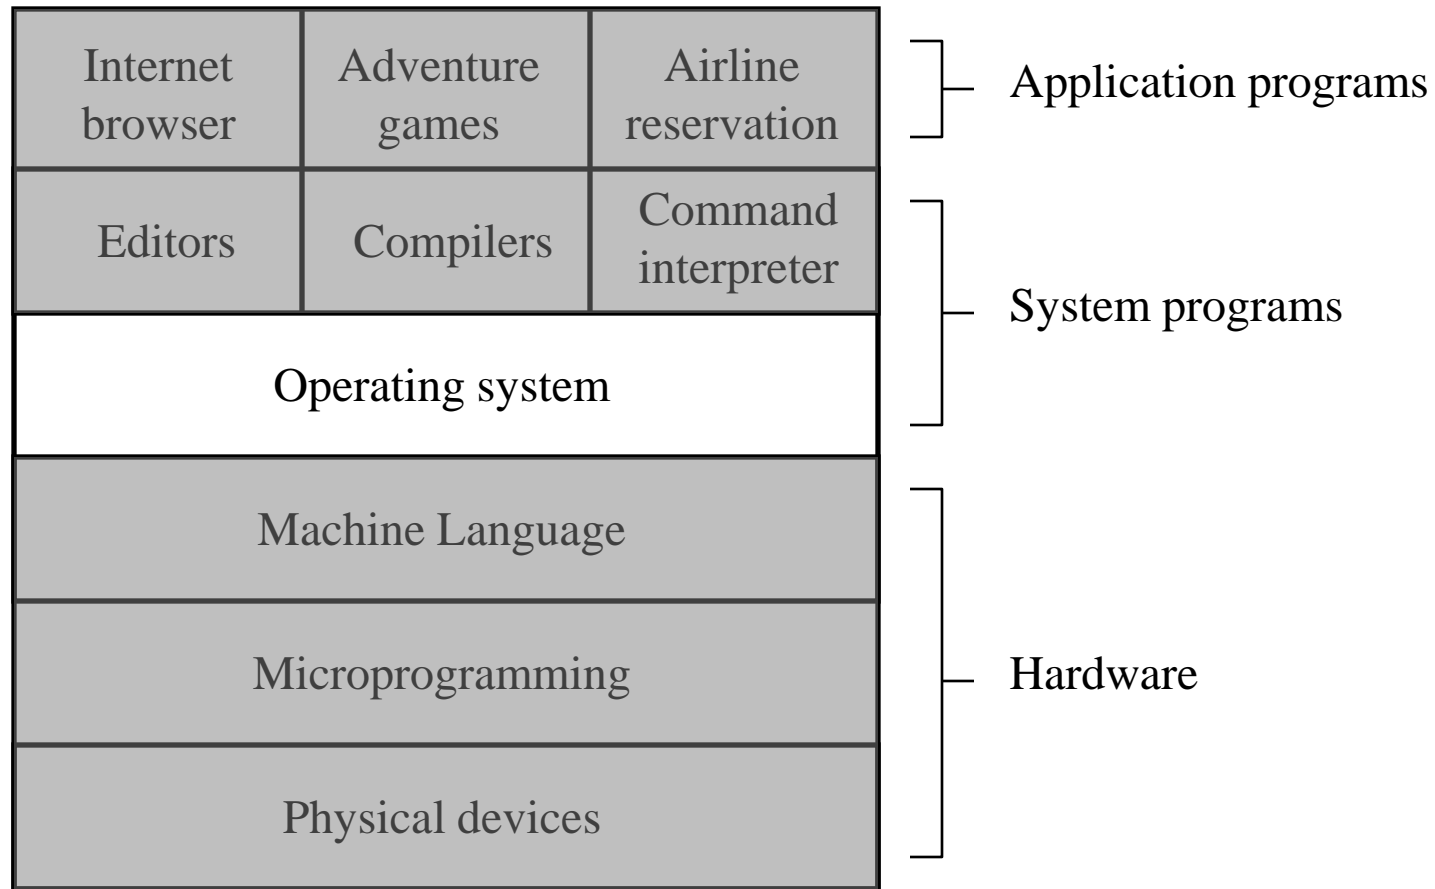 Internet
browser
Adventure
games
Airline
reservation
Application programs
Editors
Compilers
Command
interpreter
System programs
Operating system
Machine Language
Microprogramming
Hardware
Physical devices